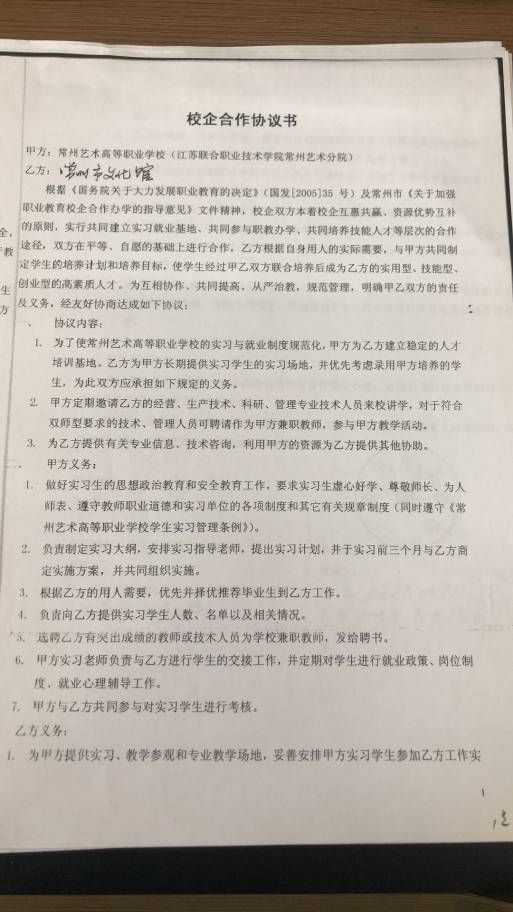 校企合作协议书
甲方：常州艺术高等职业学校（江苏联合职业技术学院常州艺术分院）
乙方：常州市文化馆
根据《国务院关于大力发展职业教育的决定》（国发[2005]35 号）及常州市《关于加强
职业教育校企合作办学的指导意见》文件精神，校企双方本着校企互惠共赢、资源优势互补
的原则，实行共同建立实习就业基地、共同参与职教办学、共同培养技能人才等层次的合作
途径，双方在平等、自愿的基础上进行合作，乙方根据自身用人的实际需要，与甲方共同制
定学生的培养计划和培养目标，使学生经过甲乙双方联合培养后成为乙方的实用型、技能型、
创业型的高素质人才。为互相协作、共同提高、从严治教，规范管理，明确甲乙双方的责任
及义务，经友好协商达成如下协议：
一、 协议内容：
1. 为了使常州艺术高等职业学校的实习与就业制度规范化，甲方为乙方建立稳定的人才
培训基地。乙方为甲方长期提供实习学生的实习场地，并优先考虑录用甲方培养的学
生，为此双方应承担如下规定的义务。
2. 甲方定期邀请乙方的经营、生产技术、科研、管理专业技术人员来校讲学，对于符合
双师型要求的技术、管理人员可聘请作为甲方兼职教师，参与甲方教学活动。
3. 为乙方提供有关专业信息、技术咨询，利用甲方的资源为乙方提供其他协助。
二、 甲方义务：
1. 做好实习生的思想政治教育和安全教育工作，要求实习生虚心好学、尊敬师长、为人
师表、遵守教师职业道德和实习单位的各项制度和其它有关规章制度（同时遵守《常
州艺术高等职业学校学生实习管理条例》）。
2. 负责制定实习大纲，安排实习指导老师，提出实习计划，并于实习前三个月与乙方商
定实施方案，并共同组织实施。
3. 根据乙方的用人需要，优先并择优推荐毕业生到乙方工作。
4. 负责向乙方提供实习学生人数、名单以及相关情况。
5. 选聘乙方有突出成绩的教师或技术人员为学校兼职教师，发给聘书。
6. 甲方实习老师负责与乙方进行学生的交接工作，并定期对学生进行就业政策、岗位制
度、就业心理辅导工作。
7. 甲方与乙方共同参与对实习学生进行考核。
乙方义务：
1. 为甲方提供实习、教学参观和专业教学场地，妥善安排甲方实习学生参加乙方工作实
1
全，
教
生
方